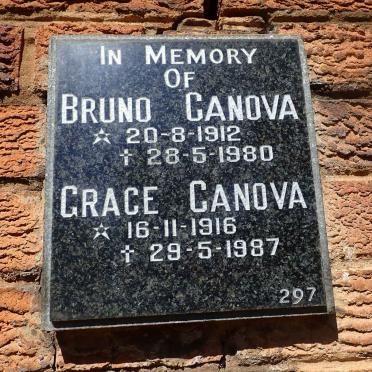 IN MEMORY
OF
BRUNO CANOVA
☆ 20-8-1912
✝ 28-5-1980
GRACE CANOVA
☆ 16-11-1916
✝ 29-5-1987
297